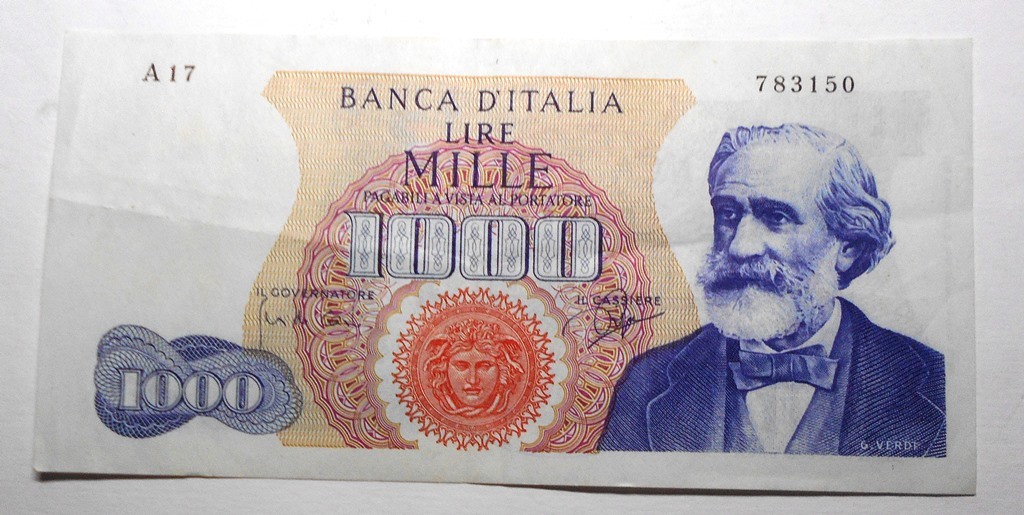 A 17
783150
BANCA D'ITALIA
LIRE
MILLE
PAGABILI A VISTA AL PORTATORE
1000
IL GOVERNATORE
IL CASSIERE
1000
G. VERDI